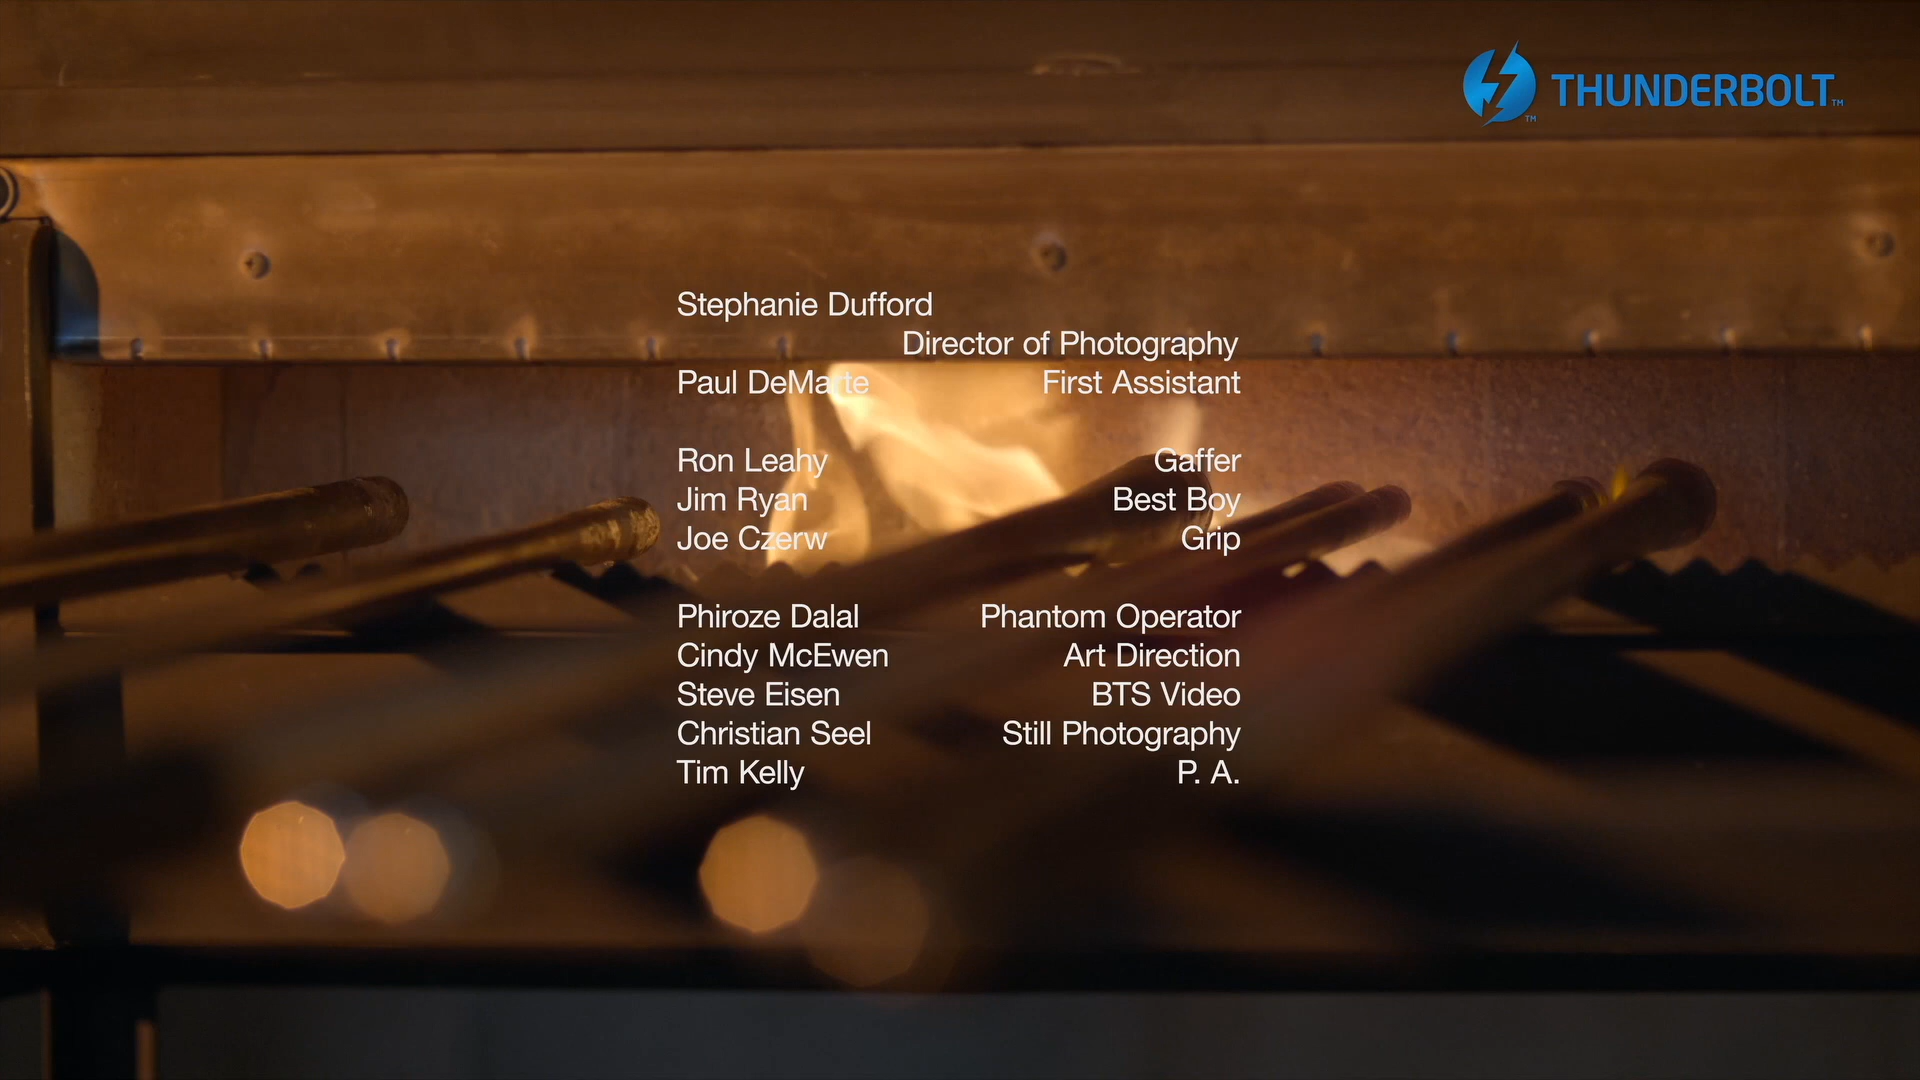 THUNDERBOLT™
Stephanie Dufford
Director of Photography
Paul DeMarte First Assistant
Ron Leahy Gaffer
Jim Ryan Best Boy
Joe Czerw Grip
Phiroze Dalal Phantom Operator
Cindy McEwen Art Direction
Steve Eisen BTS Video
Christian Seel Still Photography
Tim Kelly P. A.